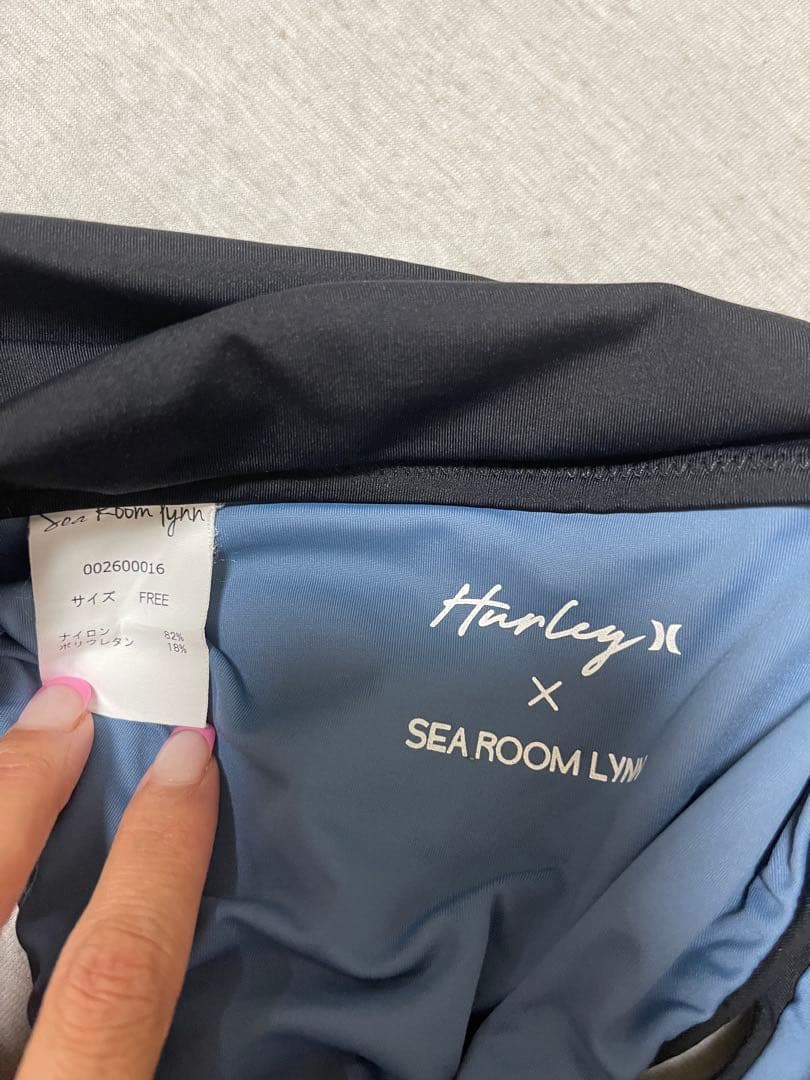 Sea Room lynn
002600016
サイズ FREE
ナイロン 82%
ポリウレタン 18%
Hurley
×
SEA ROOM LYNN